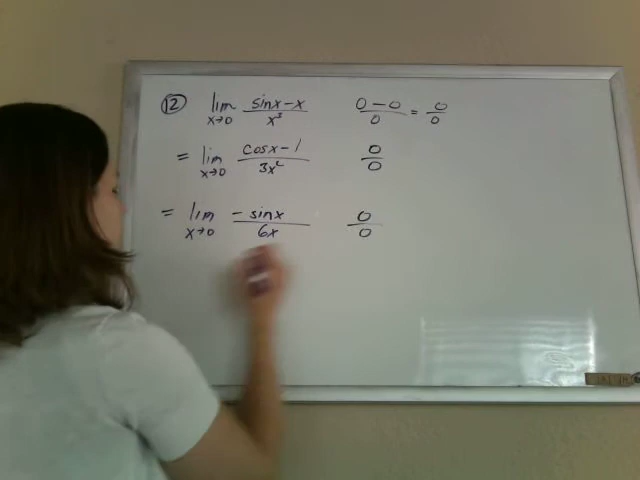 ⑫ lim x→0 (sinx - x)/x³   (0 - 0)/0 = 0/0
= lim x→0 (cosx - 1)/3x²   0/0
= lim x→0 (-sinx)/6x   0/0